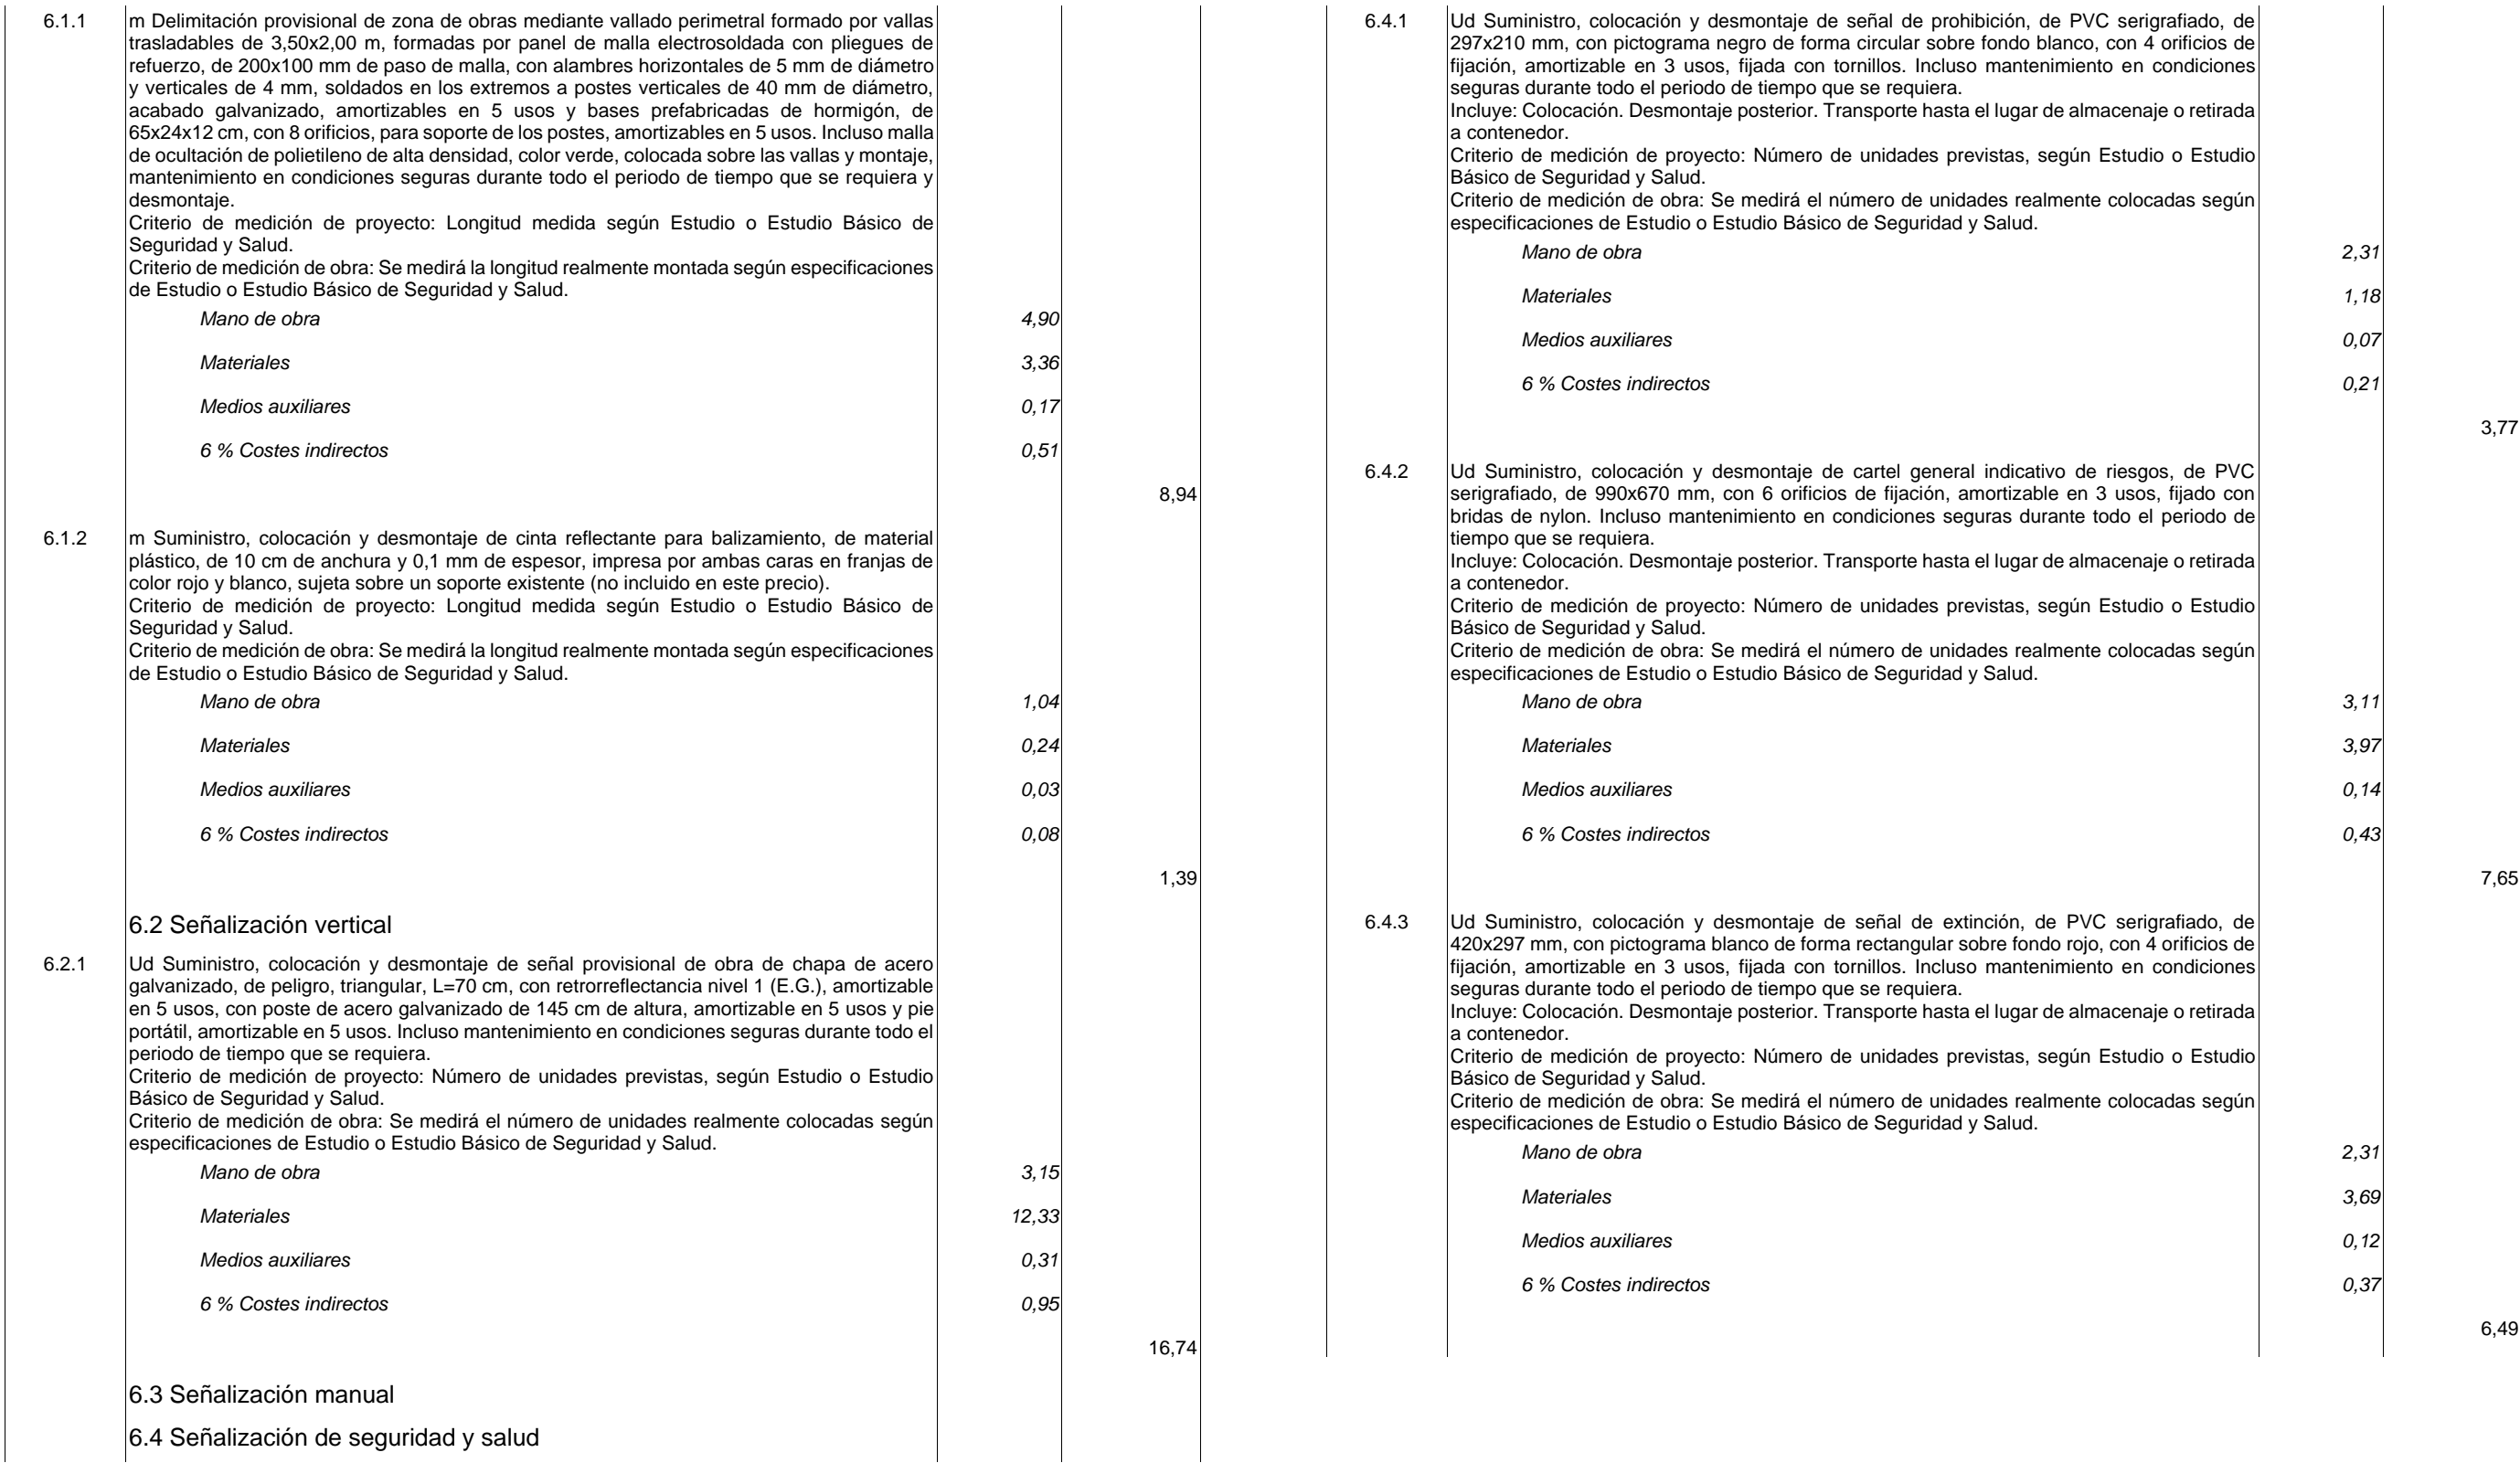 6.1.1 m Delimitación provisional de zona de obras mediante vallado perimetral formado por vallas
trasladables de 3,50x2,00 m, formadas por panel de malla electrosoldada con pliegues de
refuerzo, de 200x100 mm de paso de malla, con alambres horizontales de 5 mm de diámetro
y verticales de 4 mm, soldados en los extremos a postes verticales de 40 mm de diámetro,
acabado galvanizado, amortizables en 5 usos y bases prefabricadas de hormigón, de
65x24x12 cm, con 8 orificios, para soporte de los postes, amortizables en 5 usos. Incluso malla
de ocultación de polietileno de alta densidad, color verde, colocada sobre las vallas y montaje,
mantenimiento en condiciones seguras durante todo el periodo de tiempo que se requiera y
desmontaje.
Criterio de medición de proyecto: Longitud medida según Estudio o Estudio Básico de
Seguridad y Salud.
Criterio de medición de obra: Se medirá la longitud realmente montada según especificaciones
de Estudio o Estudio Básico de Seguridad y Salud.
Mano de obra 4,90
Materiales 3,36
Medios auxiliares 0,17
6 % Costes indirectos 0,51
8,94
6.1.2 m Suministro, colocación y desmontaje de cinta reflectante para balizamiento, de material
plástico, de 10 cm de anchura y 0,1 mm de espesor, impresa por ambas caras en franjas de
color rojo y blanco, sujeta sobre un soporte existente (no incluido en este precio).
Criterio de medición de proyecto: Longitud medida según Estudio o Estudio Básico de
Seguridad y Salud.
Criterio de medición de obra: Se medirá la longitud realmente montada según especificaciones
de Estudio o Estudio Básico de Seguridad y Salud.
Mano de obra 1,04
Materiales 0,24
Medios auxiliares 0,03
6 % Costes indirectos 0,08
1,39
6.2 Señalización vertical
6.2.1 Ud Suministro, colocación y desmontaje de señal provisional de obra de chapa de acero
galvanizado, de peligro, triangular, L=70 cm, con retrorreflectancia nivel 1 (E.G.), amortizable
en 5 usos, con poste de acero galvanizado de 145 cm de altura, amortizable en 5 usos y pie
portátil, amortizable en 5 usos. Incluso mantenimiento en condiciones seguras durante todo el
periodo de tiempo que se requiera.
Criterio de medición de proyecto: Número de unidades previstas, según Estudio o Estudio
Básico de Seguridad y Salud.
Criterio de medición de obra: Se medirá el número de unidades realmente colocadas según
especificaciones de Estudio o Estudio Básico de Seguridad y Salud.
Mano de obra 3,15
Materiales 12,33
Medios auxiliares 0,31
6 % Costes indirectos 0,95
16,74
6.3 Señalización manual
6.4 Señalización de seguridad y salud
6.4.1 Ud Suministro, colocación y desmontaje de señal de prohibición, de PVC serigrafiado, de
297x210 mm, con pictograma negro de forma circular sobre fondo blanco, con 4 orificios de
fijación, amortizable en 3 usos, fijada con tornillos. Incluso mantenimiento en condiciones
seguras durante todo el periodo de tiempo que se requiera.
Incluye: Colocación. Desmontaje posterior. Transporte hasta el lugar de almacenaje o retirada
a contenedor.
Criterio de medición de proyecto: Número de unidades previstas, según Estudio o Estudio
Básico de Seguridad y Salud.
Criterio de medición de obra: Se medirá el número de unidades realmente colocadas según
especificaciones de Estudio o Estudio Básico de Seguridad y Salud.
Mano de obra 2,31
Materiales 1,18
Medios auxiliares 0,07
6 % Costes indirectos 0,21
3,77
6.4.2 Ud Suministro, colocación y desmontaje de cartel general indicativo de riesgos, de PVC
serigrafiado, de 990x670 mm, con 6 orificios de fijación, amortizable en 3 usos, fijado con
bridas de nylon. Incluso mantenimiento en condiciones seguras durante todo el periodo de
tiempo que se requiera.
Incluye: Colocación. Desmontaje posterior. Transporte hasta el lugar de almacenaje o retirada
a contenedor.
Criterio de medición de proyecto: Número de unidades previstas, según Estudio o Estudio
Básico de Seguridad y Salud.
Criterio de medición de obra: Se medirá el número de unidades realmente colocadas según
especificaciones de Estudio o Estudio Básico de Seguridad y Salud.
Mano de obra 3,11
Materiales 3,97
Medios auxiliares 0,14
6 % Costes indirectos 0,43
7,65
6.4.3 Ud Suministro, colocación y desmontaje de señal de extinción, de PVC serigrafiado, de
420x297 mm, con pictograma blanco de forma rectangular sobre fondo rojo, con 4 orificios de
fijación, amortizable en 3 usos, fijada con tornillos. Incluso mantenimiento en condiciones
seguras durante todo el periodo de tiempo que se requiera.
Incluye: Colocación. Desmontaje posterior. Transporte hasta el lugar de almacenaje o retirada
a contenedor.
Criterio de medición de proyecto: Número de unidades previstas, según Estudio o Estudio
Básico de Seguridad y Salud.
Criterio de medición de obra: Se medirá el número de unidades realmente colocadas según
especificaciones de Estudio o Estudio Básico de Seguridad y Salud.
Mano de obra 2,31
Materiales 3,69
Medios auxiliares 0,12
6 % Costes indirectos 0,37
6,49